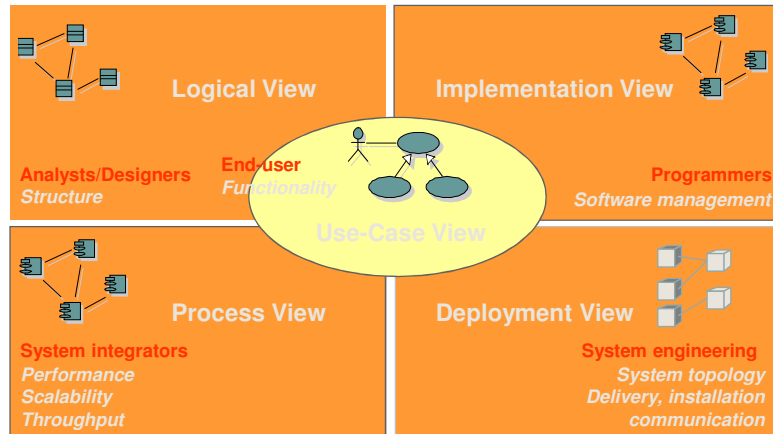 Logical View
Implementation View
Analysts/Designers
Structure
End-user
Functionality
Programmers
Software management
Use-Case View
Process View
Deployment View
System integrators
Performance
Scalability
Throughput
System engineering
System topology
Delivery, installation
communication